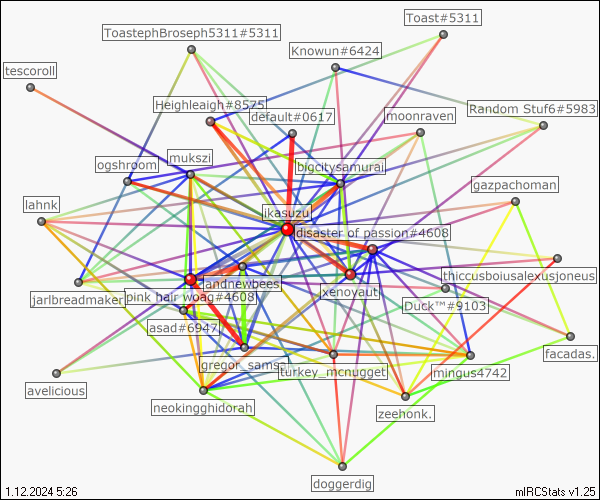 Toast#5311
ToastephBroseph5311#5311
Knowun#6424
tescoroll
Heighleaigh#8575
default#0617
moonraven
Random Stuf6#5983
mukszi
ogshroom
bigcitysamurai
gazpachoman
lahnk
ikasuzu
disaster of passion#4608
thiccusboiusalexusjoneus
andnewbees
xenovauti
jarlbreadmaker
pink hair woag#4608
Duck™#9103
asad#6947
facadas.
gregor_samsa
turkey_mcnugget
mingus4742
avelicious
neokingghidorah
zeehonk.
doggerdig
1.12.2024 5:26
mIRCStats v1.25